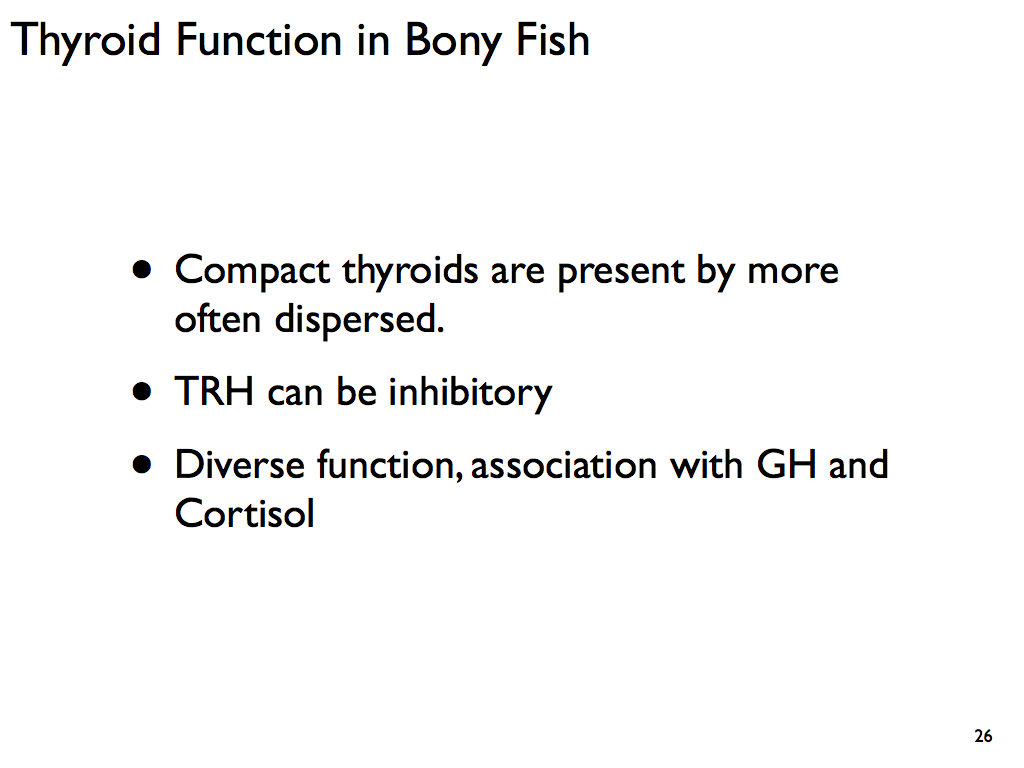 Thyroid Function in Bony Fish
• Compact thyroids are present by more
often dispersed.
• TRH can be inhibitory
• Diverse function, association with GH and
Cortisol
26